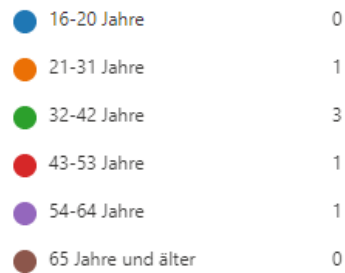 16-20 Jahre 0
21-31 Jahre 1
32-42 Jahre 3
43-53 Jahre 1
54-64 Jahre 1
65 Jahre und älter 0